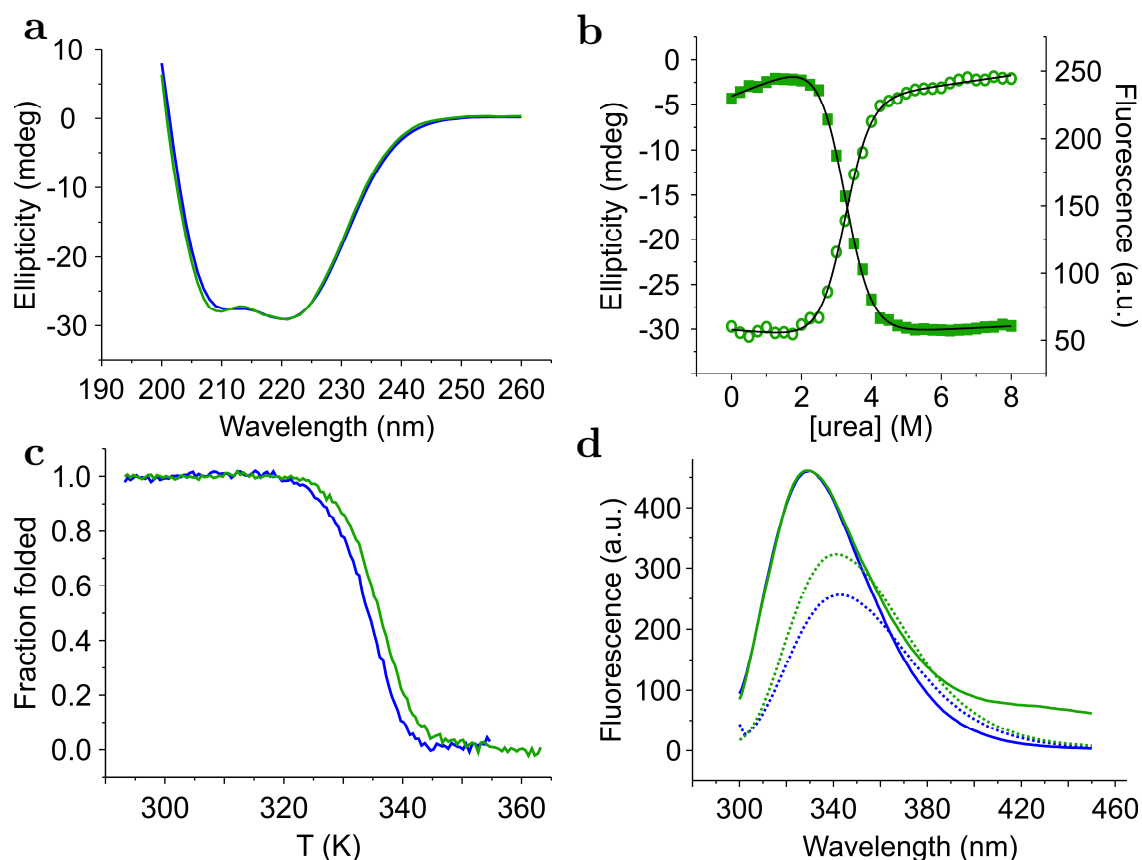 a
10
0
-10
-20
-30
Ellipticity (mdeg)
190 200 210 220 230 240 250 260
Wavelength (nm)
b
0
-5
-10
-15
-20
-25
-30
Ellipticity (mdeg)
250
200
150
100
50
Fluorescence (a.u.)
0 2 4 6 8
[urea] (M)
c
1.0
0.8
0.6
0.4
0.2
0.0
Fraction folded
300 320 340 360
T (K)
d
400
300
200
100
0
Fluorescence (a.u.)
300 340 380 420 460
Wavelength (nm)